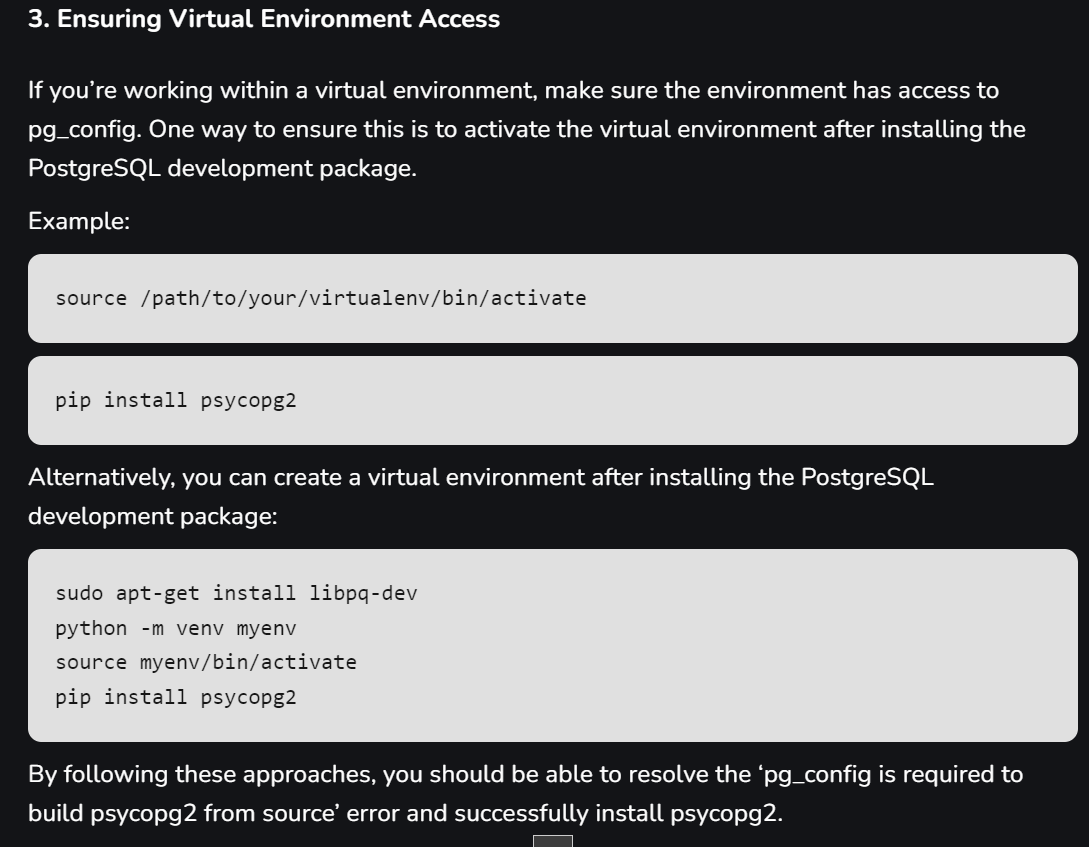 3. Ensuring Virtual Environment Access
If you’re working within a virtual environment, make sure the environment has access to
pg_config. One way to ensure this is to activate the virtual environment after installing the
PostgreSQL development package.
Example:
source /path/to/your/virtualenv/bin/activate
pip install psycopg2
Alternatively, you can create a virtual environment after installing the PostgreSQL
development package:
sudo apt-get install libpq-dev
python -m venv myenv
source myenv/bin/activate
pip install psycopg2
By following these approaches, you should be able to resolve the ‘pg_config is required to
build psycopg2 from source’ error and successfully install psycopg2.